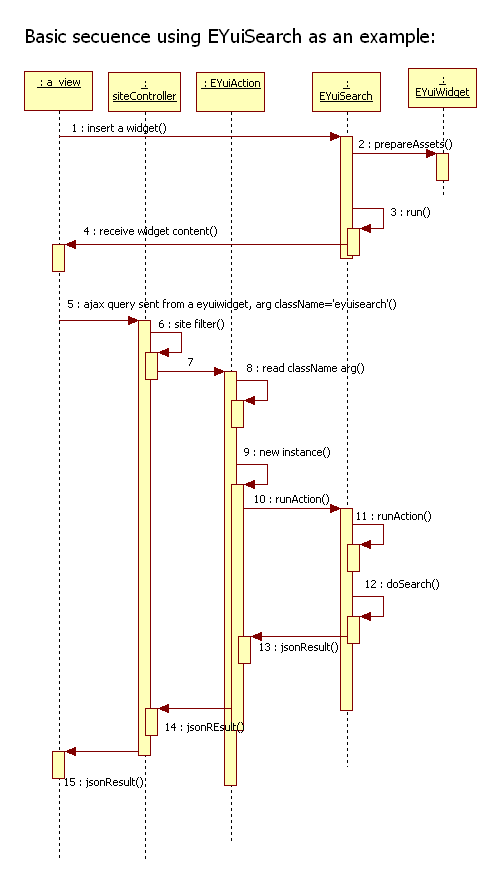 Basic secuence using EYuiSearch as an example:
: a_view
:
siteController
: EYuiAction
:
EYuiSearch
:
EYuiWidget
1 : insert a widget()
2 : prepareAssets()
3 : run()
4 : receive widget content()
5 : ajax query sent from a eyuiwidget, arg className='eyuisearch'()
6 : site filter()
7
8 : read className arg()
9 : new instance()
10 : runAction()
11 : runAction()
12 : doSearch()
13 : jsonResult()
14 : jsonREsult()
15 : jsonResult()